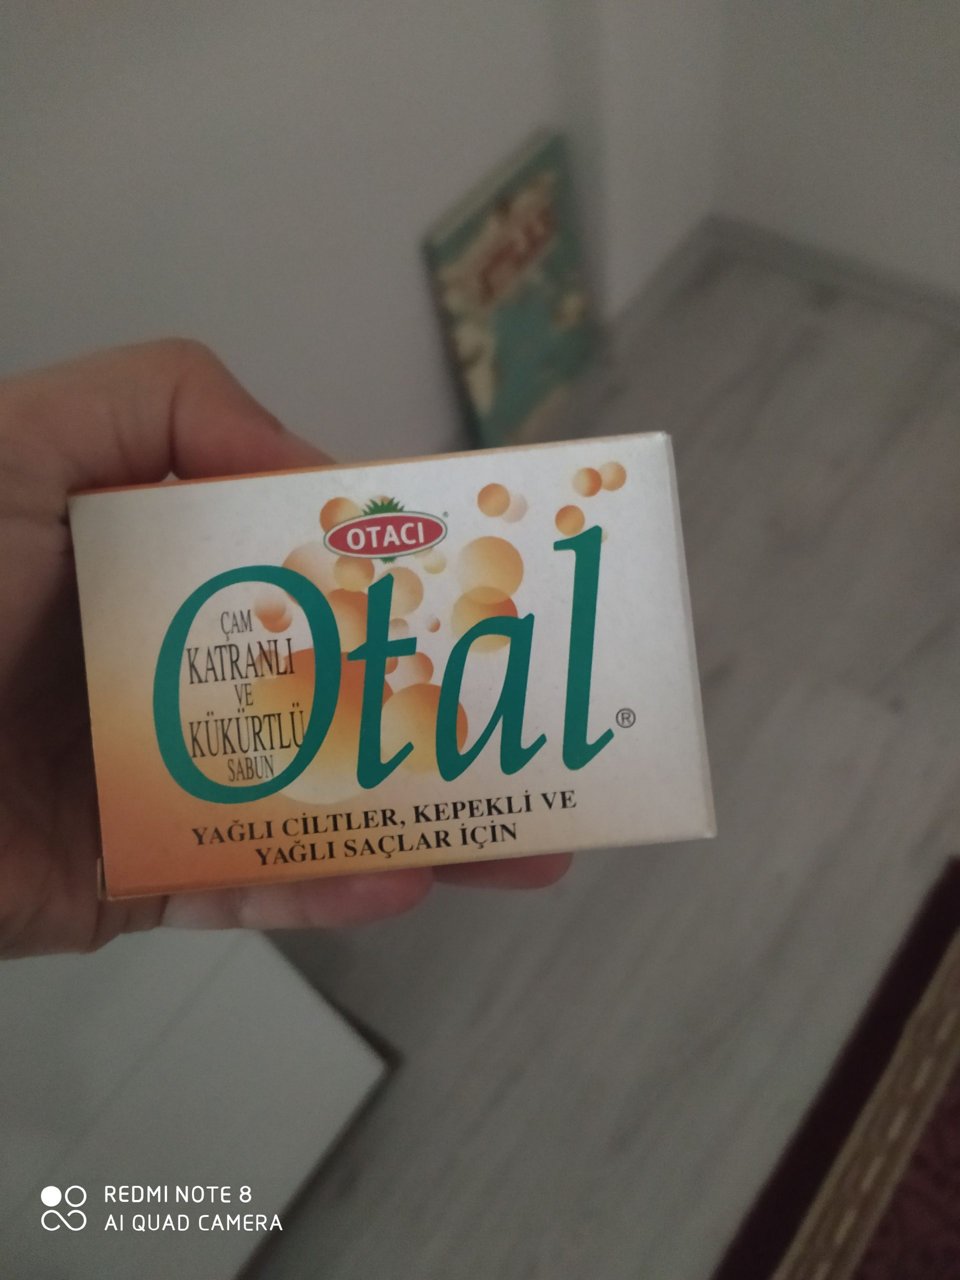 OTACI
Otal®
ÇAM
KATRANLI
VE
KÜKÜRTLÜ
SABUN
YAĞLI CİLTLER, KEPEKLİ VE
YAĞLI SAÇLAR İÇİN
REDMI NOTE 8
AI QUAD CAMERA